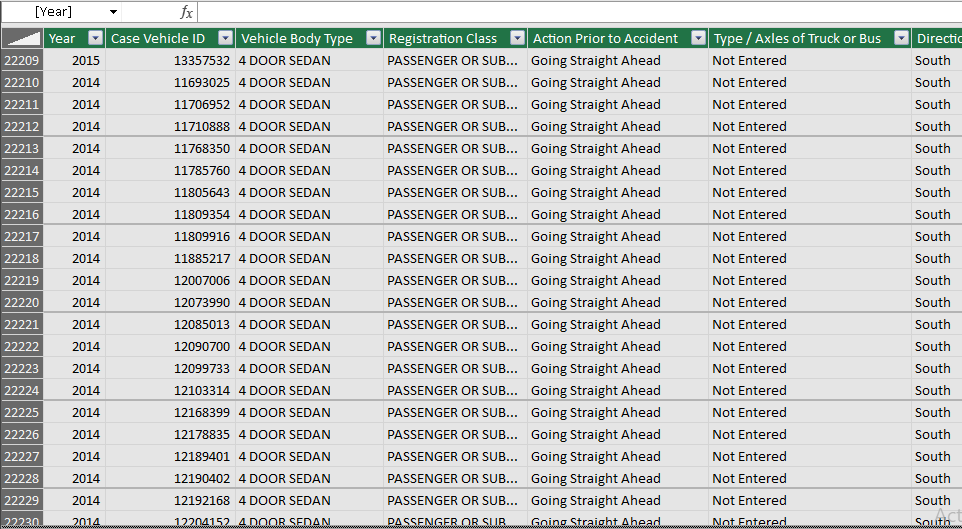 [Year] fx
Year Case Vehicle ID Vehicle Body Type Registration Class Action Prior to Accident Type / Axles of Truck or Bus
22209 2015 13357532 4 DOOR SEDAN PASSENGER OR SUB... Going Straight Ahead Not Entered South
22210 2014 11693025 4 DOOR SEDAN PASSENGER OR SUB... Going Straight Ahead Not Entered South
22211 2014 11706952 4 DOOR SEDAN PASSENGER OR SUB... Going Straight Ahead Not Entered South
22212 2014 11710888 4 DOOR SEDAN PASSENGER OR SUB... Going Straight Ahead Not Entered South
22213 2014 11768350 4 DOOR SEDAN PASSENGER OR SUB... Going Straight Ahead Not Entered South
22214 2014 11785760 4 DOOR SEDAN PASSENGER OR SUB... Going Straight Ahead Not Entered South
22215 2014 11805643 4 DOOR SEDAN PASSENGER OR SUB... Going Straight Ahead Not Entered South
22216 2014 11809354 4 DOOR SEDAN PASSENGER OR SUB... Going Straight Ahead Not Entered South
22217 2014 11809916 4 DOOR SEDAN PASSENGER OR SUB... Going Straight Ahead Not Entered South
22218 2014 11885217 4 DOOR SEDAN PASSENGER OR SUB... Going Straight Ahead Not Entered South
22219 2014 12007006 4 DOOR SEDAN PASSENGER OR SUB... Going Straight Ahead Not Entered South
22220 2014 12073990 4 DOOR SEDAN PASSENGER OR SUB... Going Straight Ahead Not Entered South
22221 2014 12085013 4 DOOR SEDAN PASSENGER OR SUB... Going Straight Ahead Not Entered South
22222 2014 12090700 4 DOOR SEDAN PASSENGER OR SUB... Going Straight Ahead Not Entered South
22223 2014 12099733 4 DOOR SEDAN PASSENGER OR SUB... Going Straight Ahead Not Entered South
22224 2014 12103314 4 DOOR SEDAN PASSENGER OR SUB... Going Straight Ahead Not Entered South
22225 2014 12168399 4 DOOR SEDAN PASSENGER OR SUB... Going Straight Ahead Not Entered South
22226 2014 12178835 4 DOOR SEDAN PASSENGER OR SUB... Going Straight Ahead Not Entered South
22227 2014 12189401 4 DOOR SEDAN PASSENGER OR SUB... Going Straight Ahead Not Entered South
22228 2014 12190402 4 DOOR SEDAN PASSENGER OR SUB... Going Straight Ahead Not Entered South
22229 2014 12192168 4 DOOR SEDAN PASSENGER OR SUB... Going Straight Ahead Not Entered South
22230 2014 12204152 4 DOOR SEDAN PASSENGER OR SUB... Going Straight Ahead Not Entered South